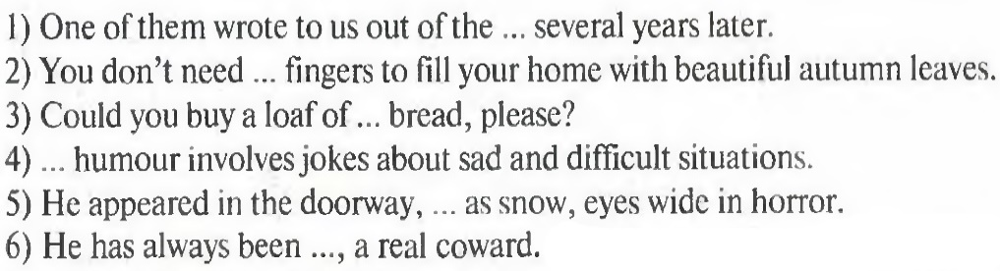 1) One of them wrote to us out of the ... several years later.
2) You don't need ... fingers to fill your home with beautiful autumn leaves.
3) Could you buy a loaf of ... bread, please?
4) ... humour involves jokes about sad and difficult situations.
5) He appeared in the doorway, ... as snow, eyes wide in horror.
6) He has always been ..., a real coward.